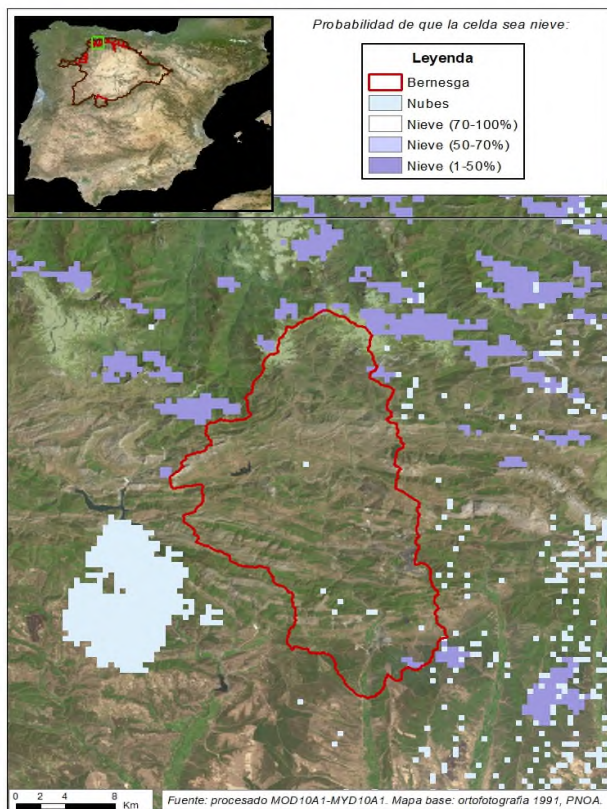 Probabilidad de que la celda sea nieve:
Leyenda
Bernesga
Nubes
Nieve (70-100%)
Nieve (50-70%)
Nieve (1-50%)
0 2 4 8
Km
Fuente: procesado MOD10A1-MYD10A1. Mapa base: ortofotografía 1991, PNOA